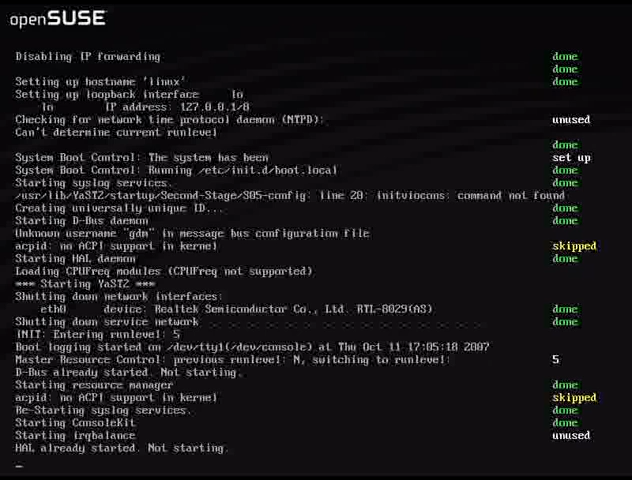 openSUSE
Disabling IP forwarding done
done
Setting up hostname 'linux' done
Setting up loopback interface lo
lo IP address: 127.0.0.1/8
Checking for network time protocol daemon (NTPD): unused
Can't determine current runlevel
done
System Boot Control: The system has been set up
System Boot Control: Running /etc/init.d/boot.local done
Starting syslog services. done
/usr/lib/YaST2/startup/Second-Stage/S05-config: line 20: initviocons: command not found
Creating universally unique ID... done
Starting D-Bus daemon done
Unknown username "gdm" in message bus configuration file
acpid: no ACPI support in kernel skipped
Starting HAL daemon done
Loading CPUFreq modules (CPUFreq not supported)
*** Starting YaST2 ***
Shutting down network interfaces:
eth0 device: Realtek Semiconductor Co., Ltd. RTL-8029(AS) done
Shutting down service network . . . . . . . . . . . . . . . . . . . . done
INIT: Entering runlevel: 5
Boot logging started on /dev/tty1(/dev/console) at Thu Oct 11 17:05:18 2007
Master Resource Control: previous runlevel: N, switching to runlevel: 5
D-Bus already started. Not starting.
Starting resource manager done
acpid: no ACPI support in kernel skipped
Re-Starting syslog services. done
Starting ConsoleKit done
Starting irqbalance unused
HAL already started. Not starting.